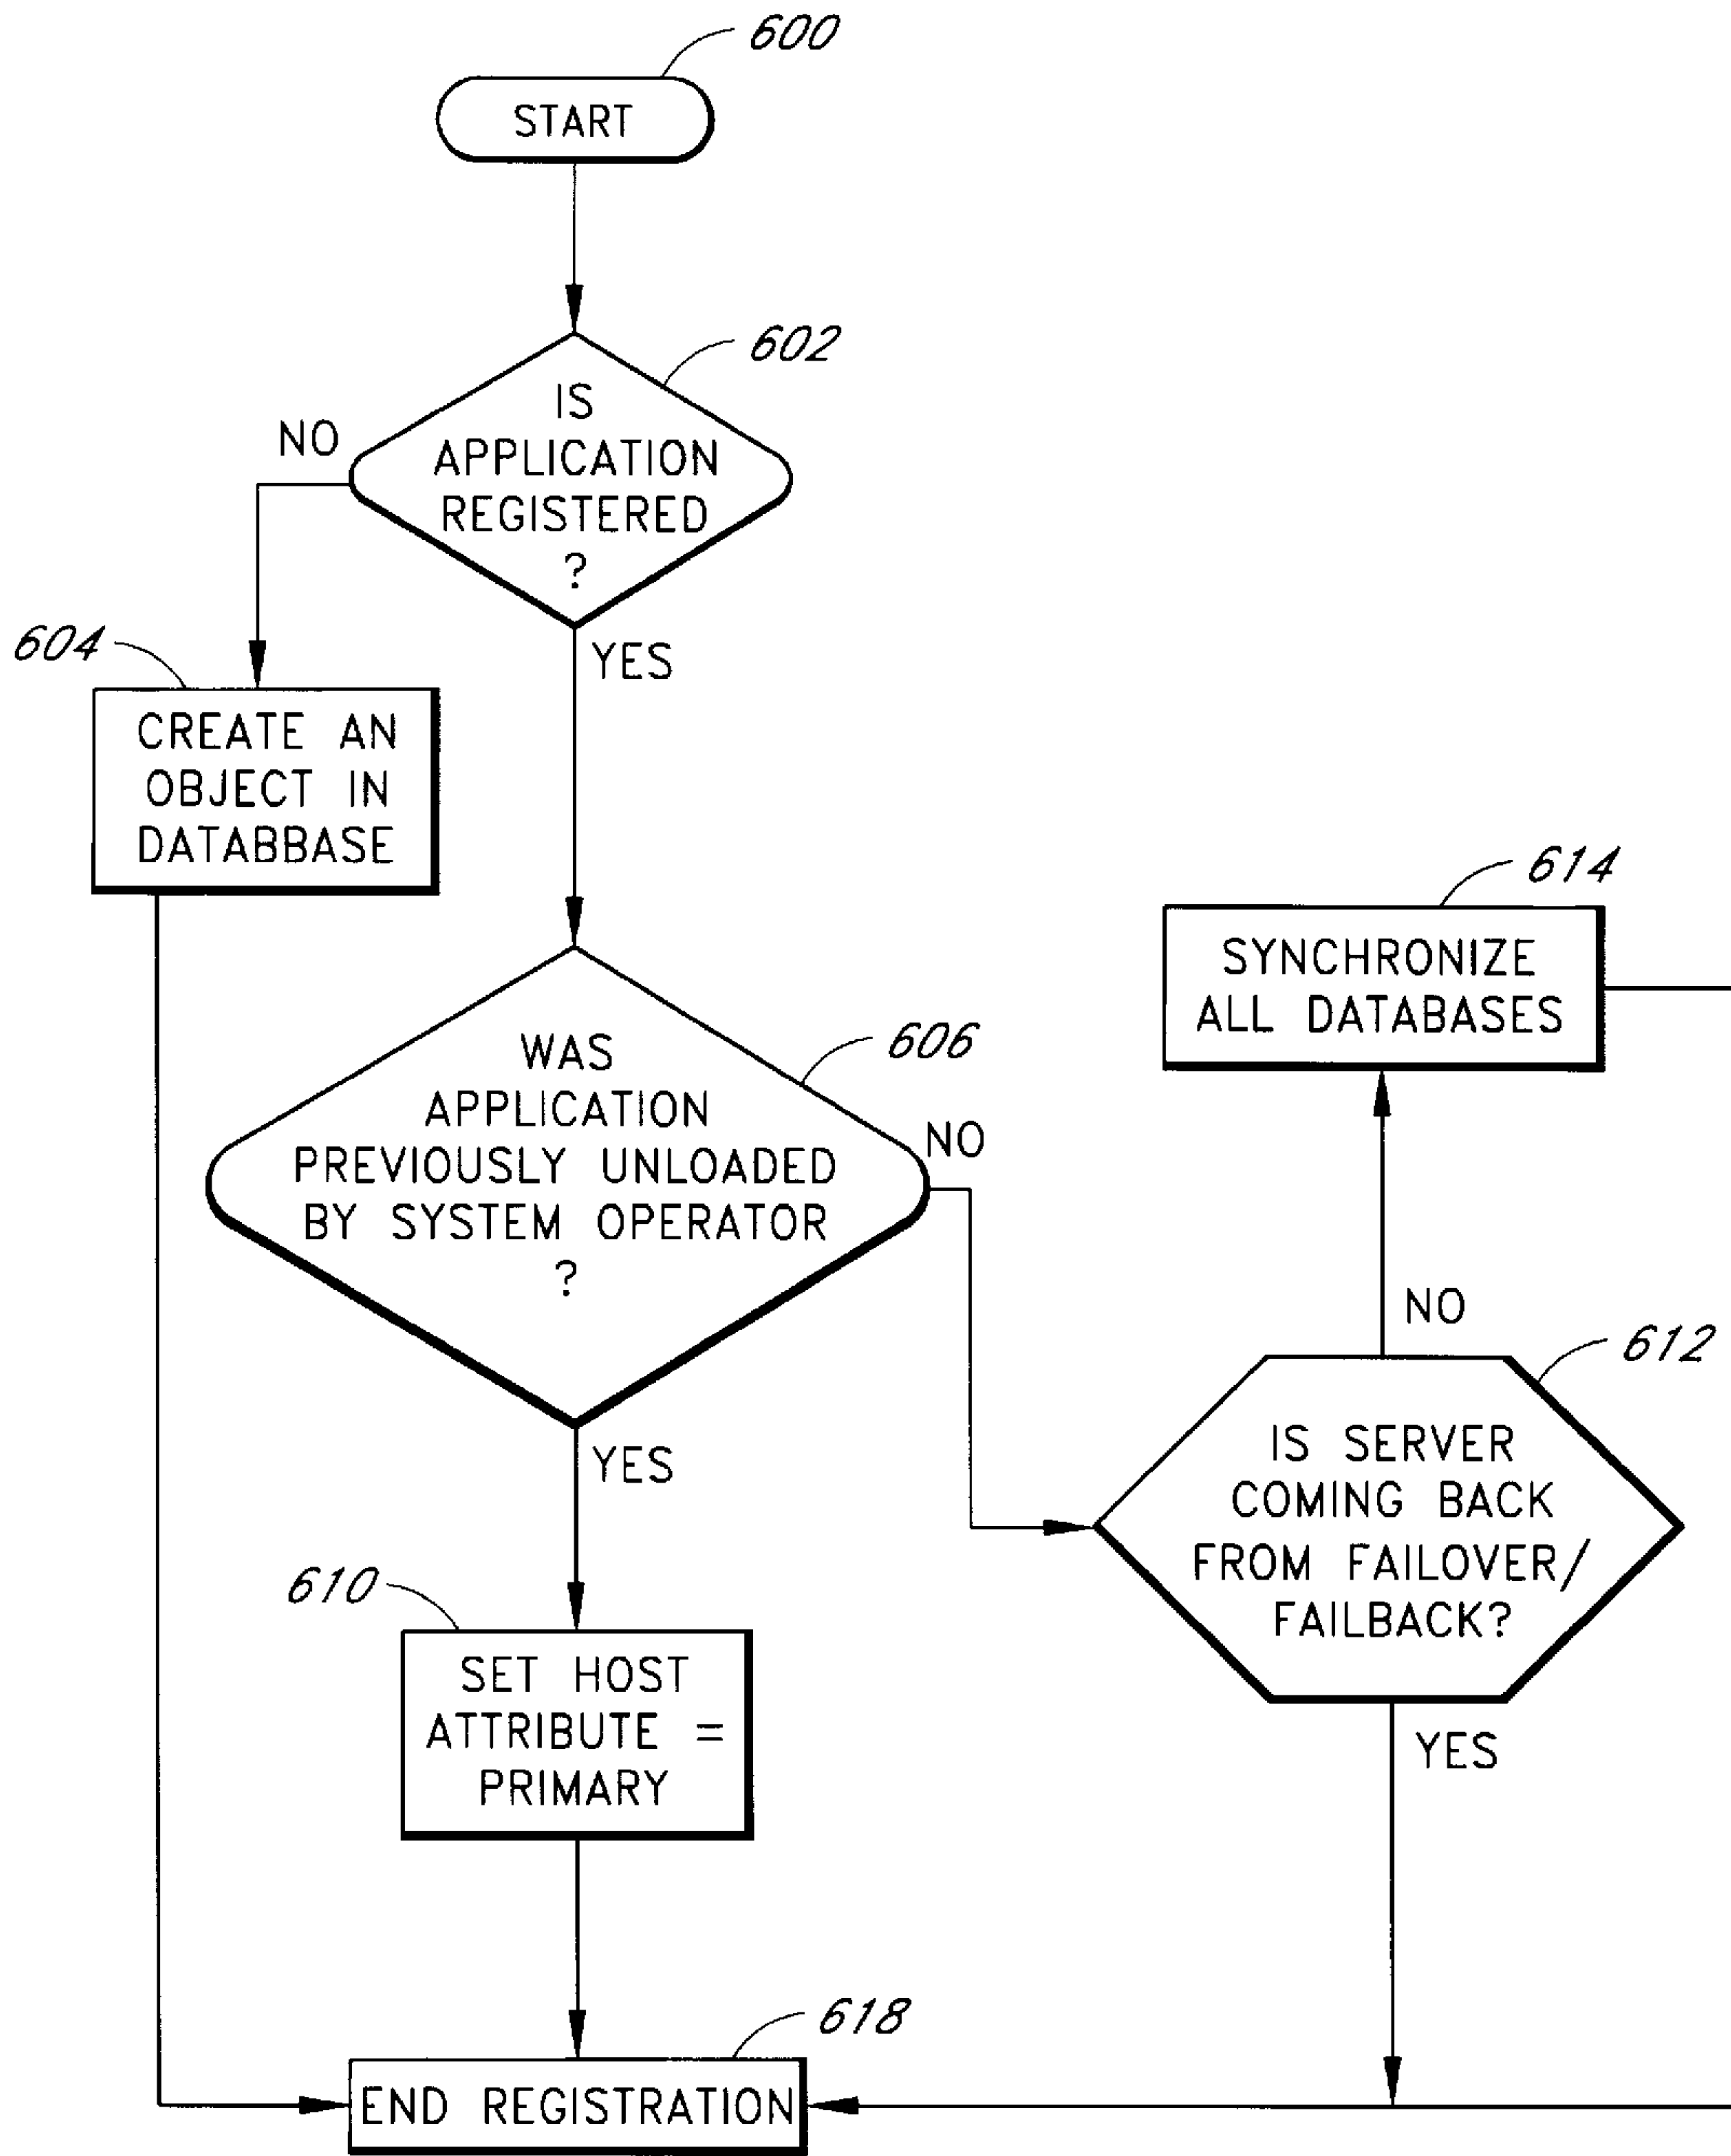 600
START
602
IS
APPLICATION
REGISTERED
?
NO
YES
604
CREATE AN
OBJECT IN
DATABBASE
606
WAS
APPLICATION
PREVIOUSLY UNLOADED
BY SYSTEM OPERATOR
?
NO
YES
614
SYNCHRONIZE
ALL DATABASES
NO
612
IS SERVER
COMING BACK
FROM FAILOVER/
FAILBACK?
YES
610
SET HOST
ATTRIBUTE =
PRIMARY
618
END REGISTRATION